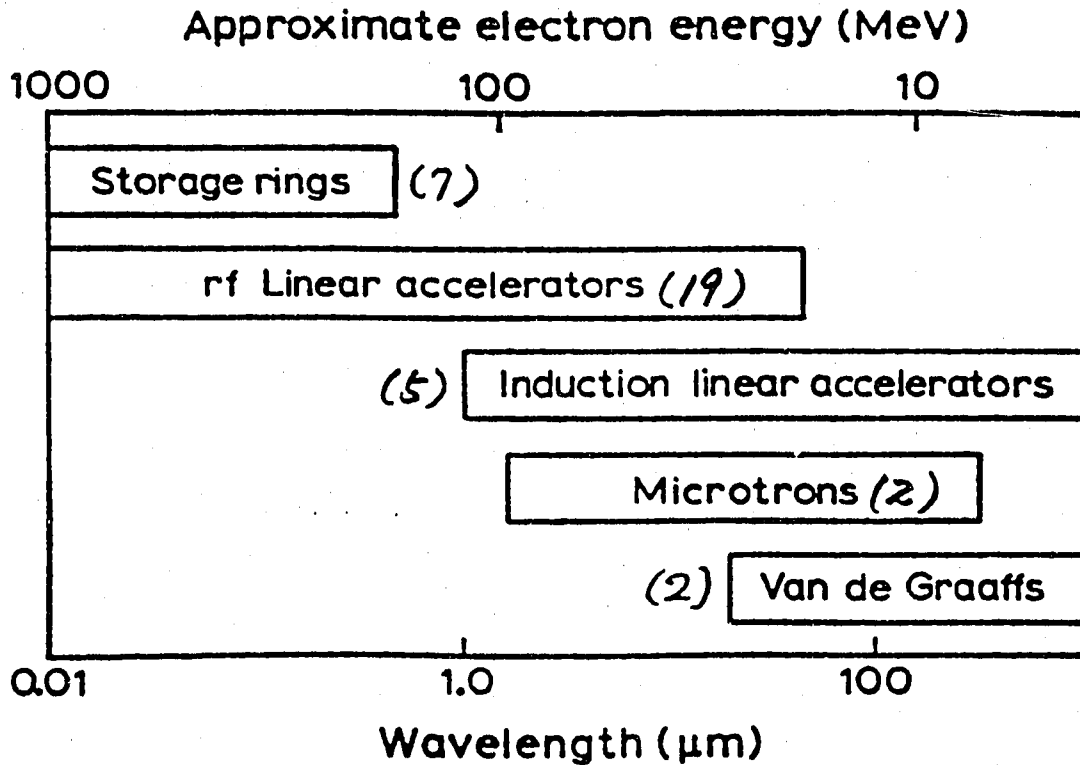 Approximate electron energy (MeV)
1000 100 10
Storage rings (7)
rf Linear accelerators (19)
(5) Induction linear accelerators
Microtrons (2)
(2) Van de Graaffs
0.01 1.0 100
Wavelength (μm)